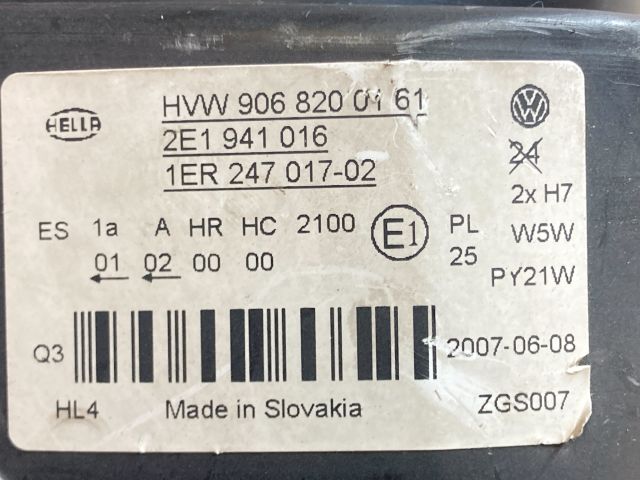 HELLA
HVW 906 820 01 61
2E1 941 016
1ER 247 017-02
24
2x H7
ES 1a A HR HC 2100 E1 PL W5W
01 02 00 00 25 PY21W
Q3 2007-06-08
HL4 Made in Slovakia ZGS007